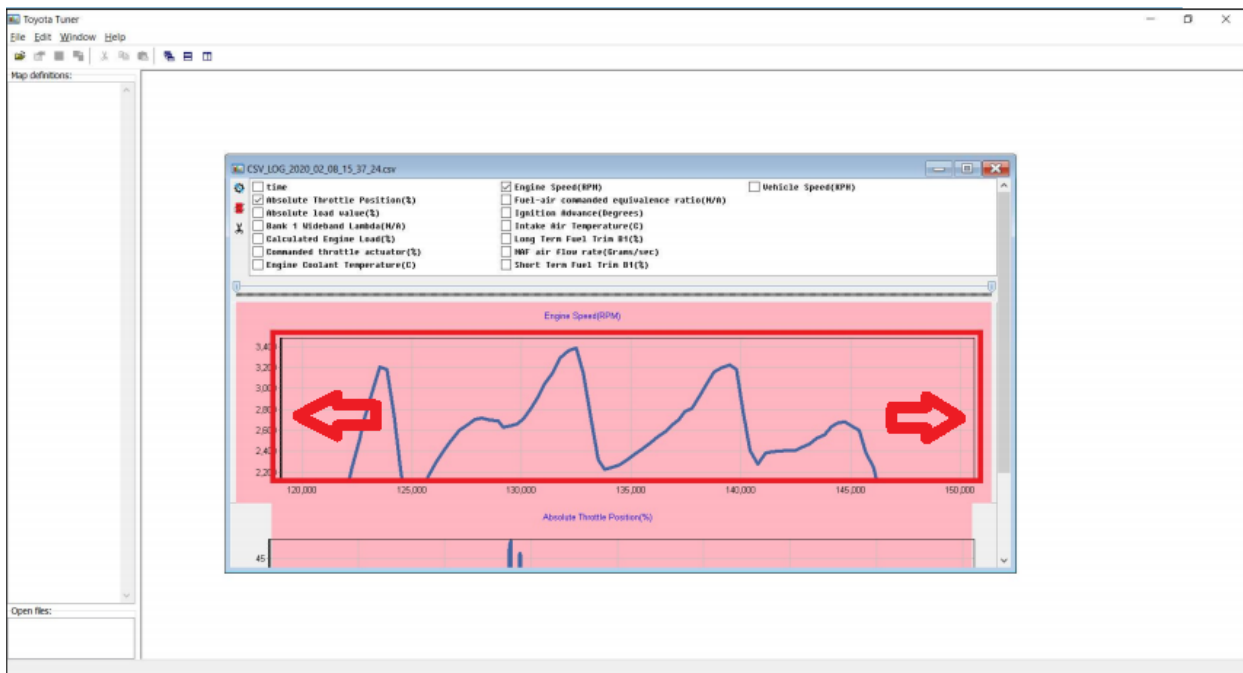 Toyota Tuner
File Edit Window Help
Map definitions:
CSV_LOG_2020_02_08_15_37_24.csv
time
Absolute Throttle Position(%)
Absolute load value(%)
Bank 1 Wideband Lambda(N/A)
Calculated Engine Load(%)
Commanded throttle actuator(%)
Engine Coolant Temperature(C)
Engine Speed(RPM)
Fuel-air commanded equivalence ratio(N/A)
Ignition Advance(Degrees)
Intake Air Temperature(C)
Long Term Fuel Trim B1(%)
MAF air flow rate(Grams/sec)
Short Term Fuel Trim B1(%)
Vehicle Speed(KPH)
Engine Speed(RPM)
3,400
3,200
3,000
2,800
2,600
2,400
2,200
120,000 125,000 130,000 135,000 140,000 145,000 150,000
Absolute Throttle Position(%)
45
Open files: